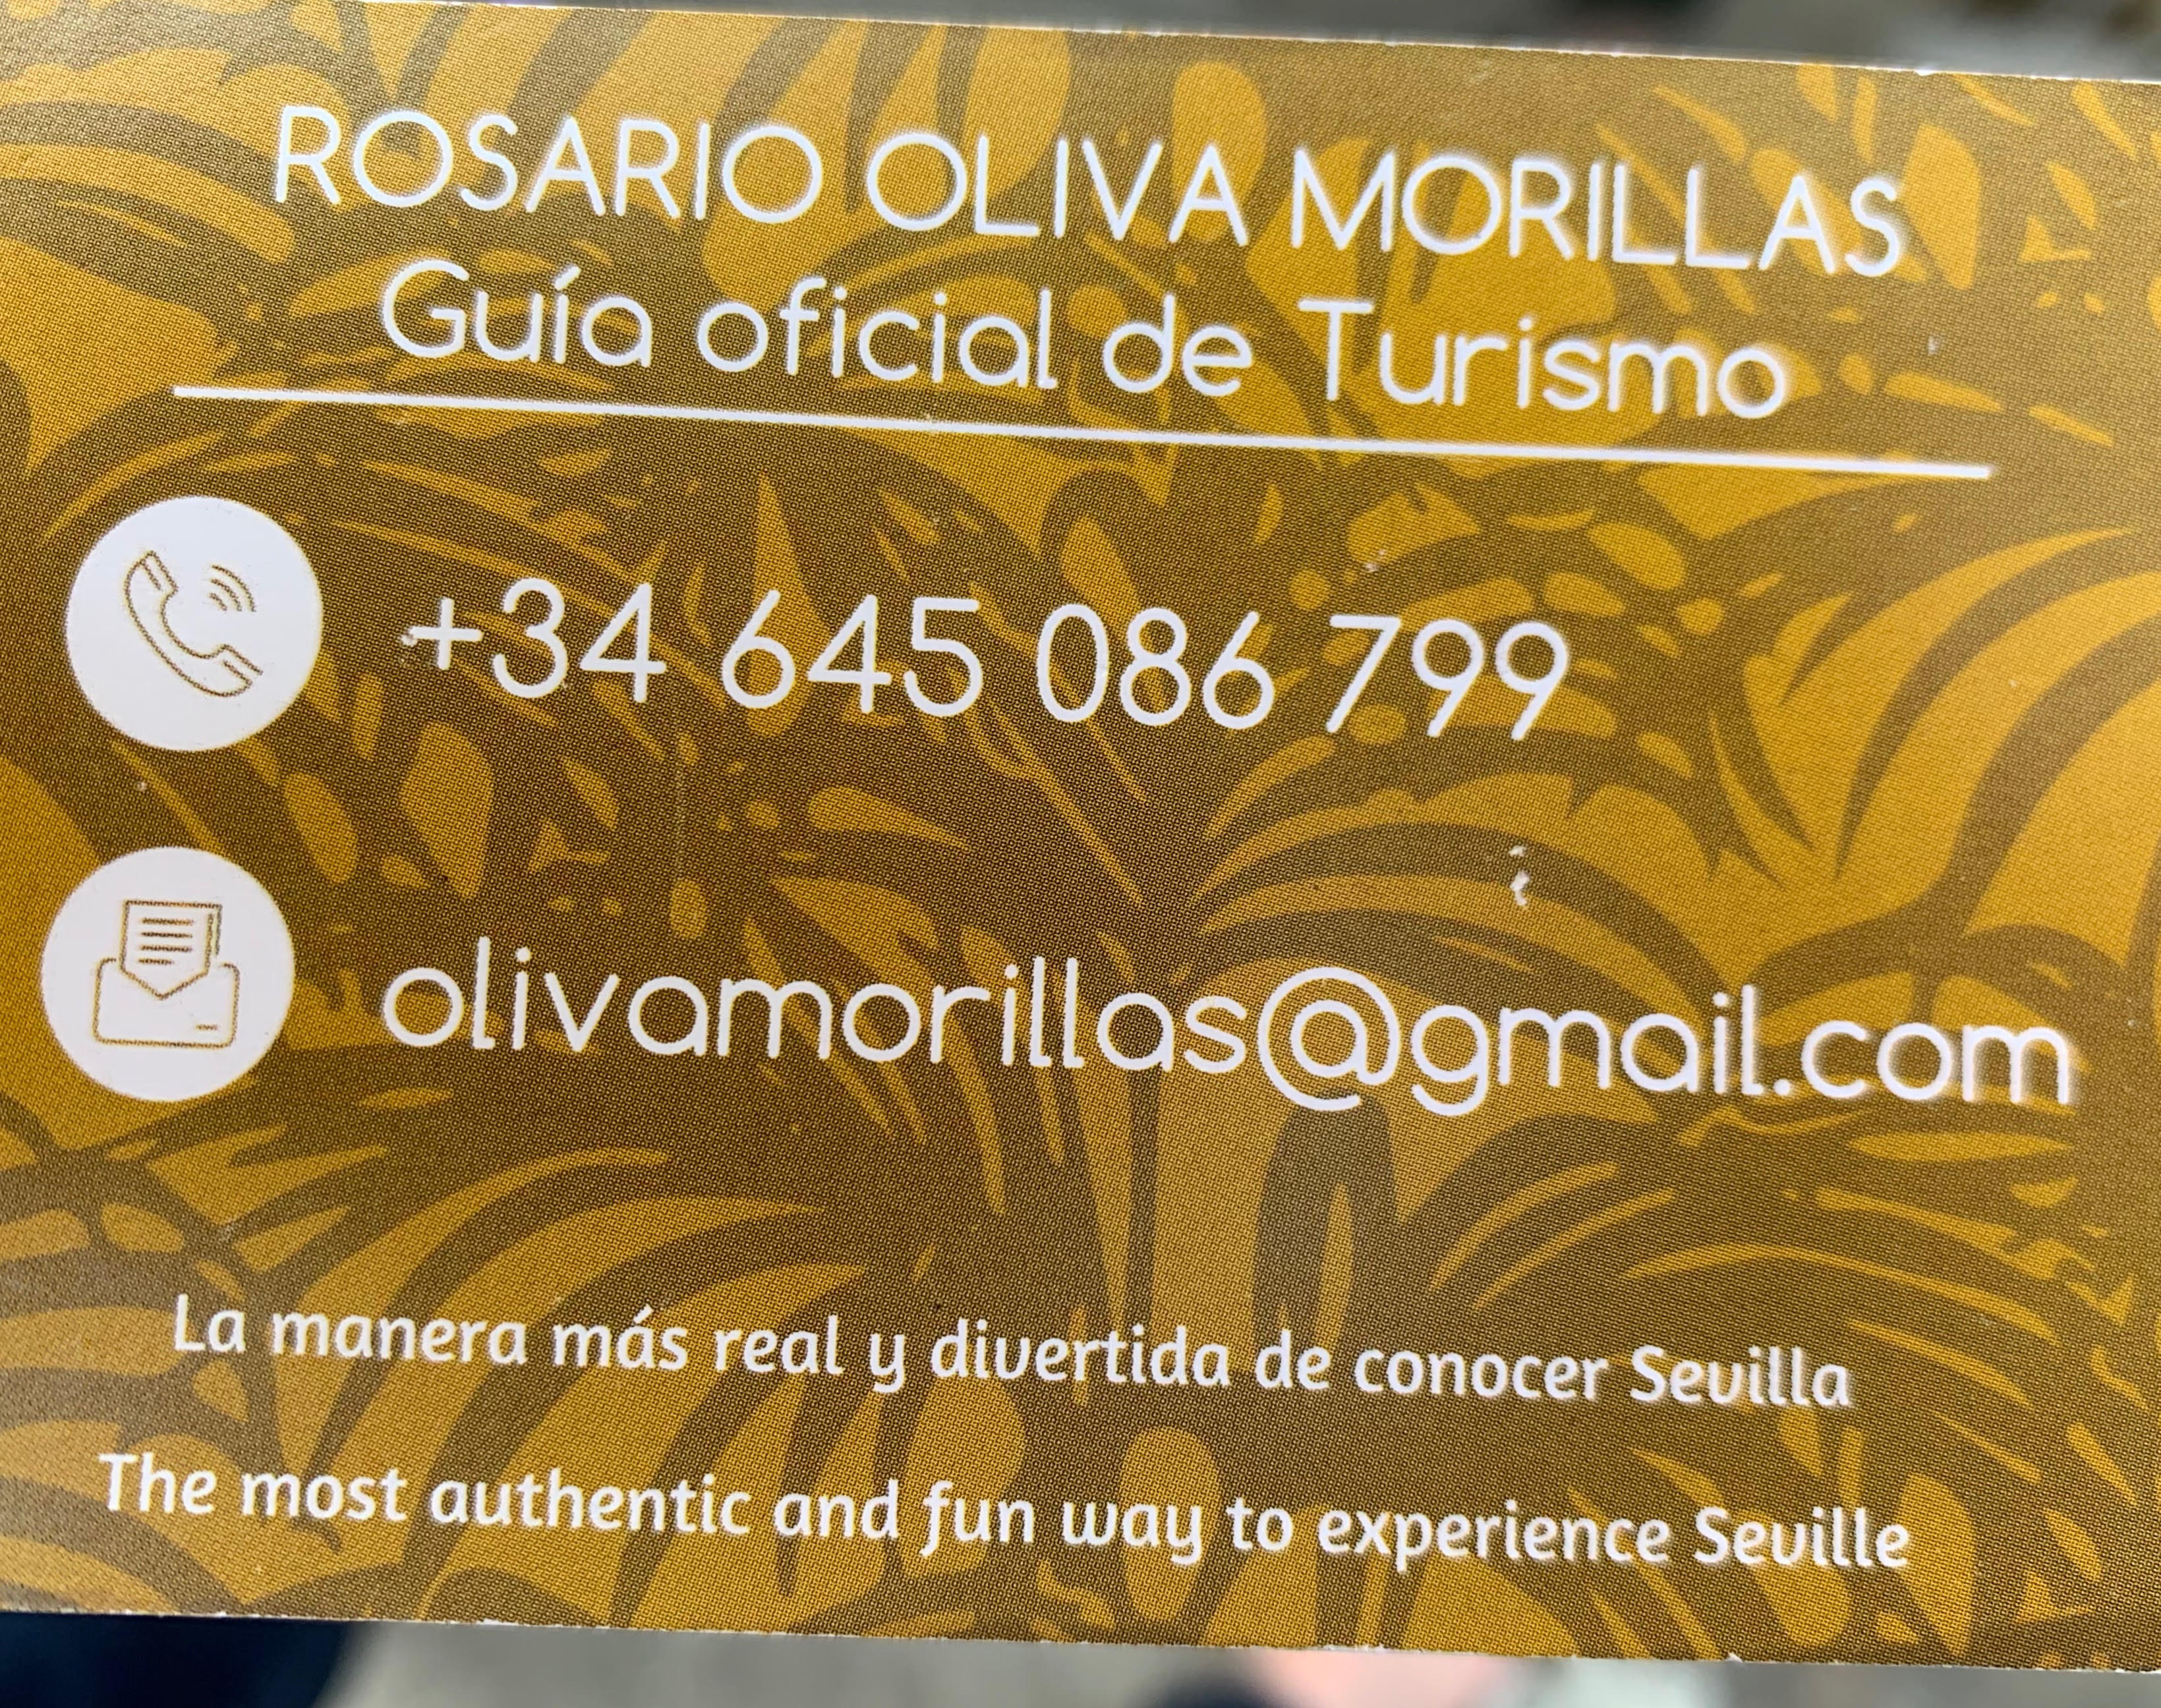 ROSARIO OLIVA MORILLAS
Guía oficial de Turismo
+34 645 086 799
olivamorillas@gmail.com
La manera más real y divertida de conocer Sevilla
The most authentic and fun way to experience Seville